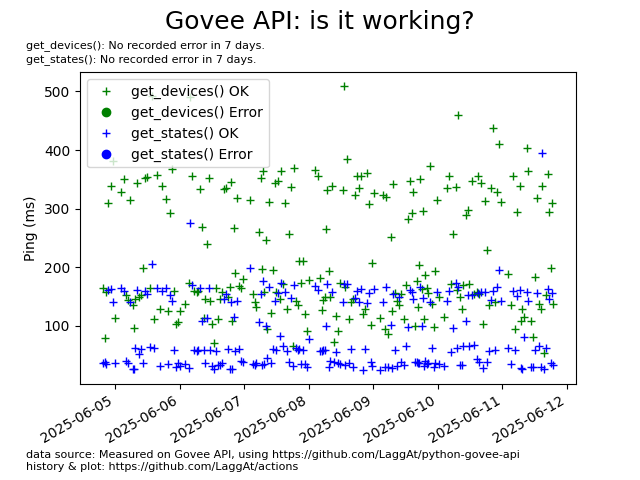 Govee API: is it working?
get_devices(): No recorded error in 7 days.
get_states(): No recorded error in 7 days.
get_devices() OK
get_devices() Error
get_states() OK
get_states() Error
Ping (ms)
500
400
300
200
100
2025-06-05
2025-06-06
2025-06-07
2025-06-08
2025-06-09
2025-06-10
2025-06-11
2025-06-12
data source: Measured on Govee API, using https://github.com/LaggAt/python-govee-api
history & plot: https://github.com/LaggAt/actions